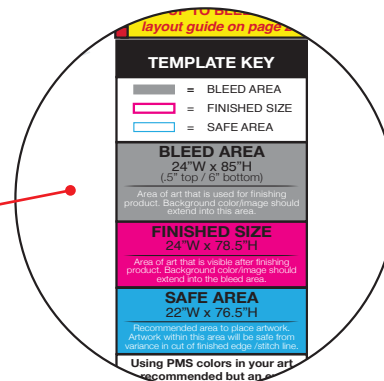 UP TO BLEED
layout guide on page 2
TEMPLATE KEY
= BLEED AREA
= FINISHED SIZE
= SAFE AREA
BLEED AREA
24"W x 85"H
(.5" top / 6" bottom)
Area of art that is used for finishing
product. Background color/image should
extend into this area.
FINISHED SIZE
24"W x 78.5"H
Area of art that is visible after finishing
product. Background color/image should
extend into the bleed area.
SAFE AREA
22"W x 76.5"H
Recommended area to place artwork.
Artwork within this area will be safe from
variance in cut of finished edge /stitch line.
Using PMS colors in your art
recommended but an